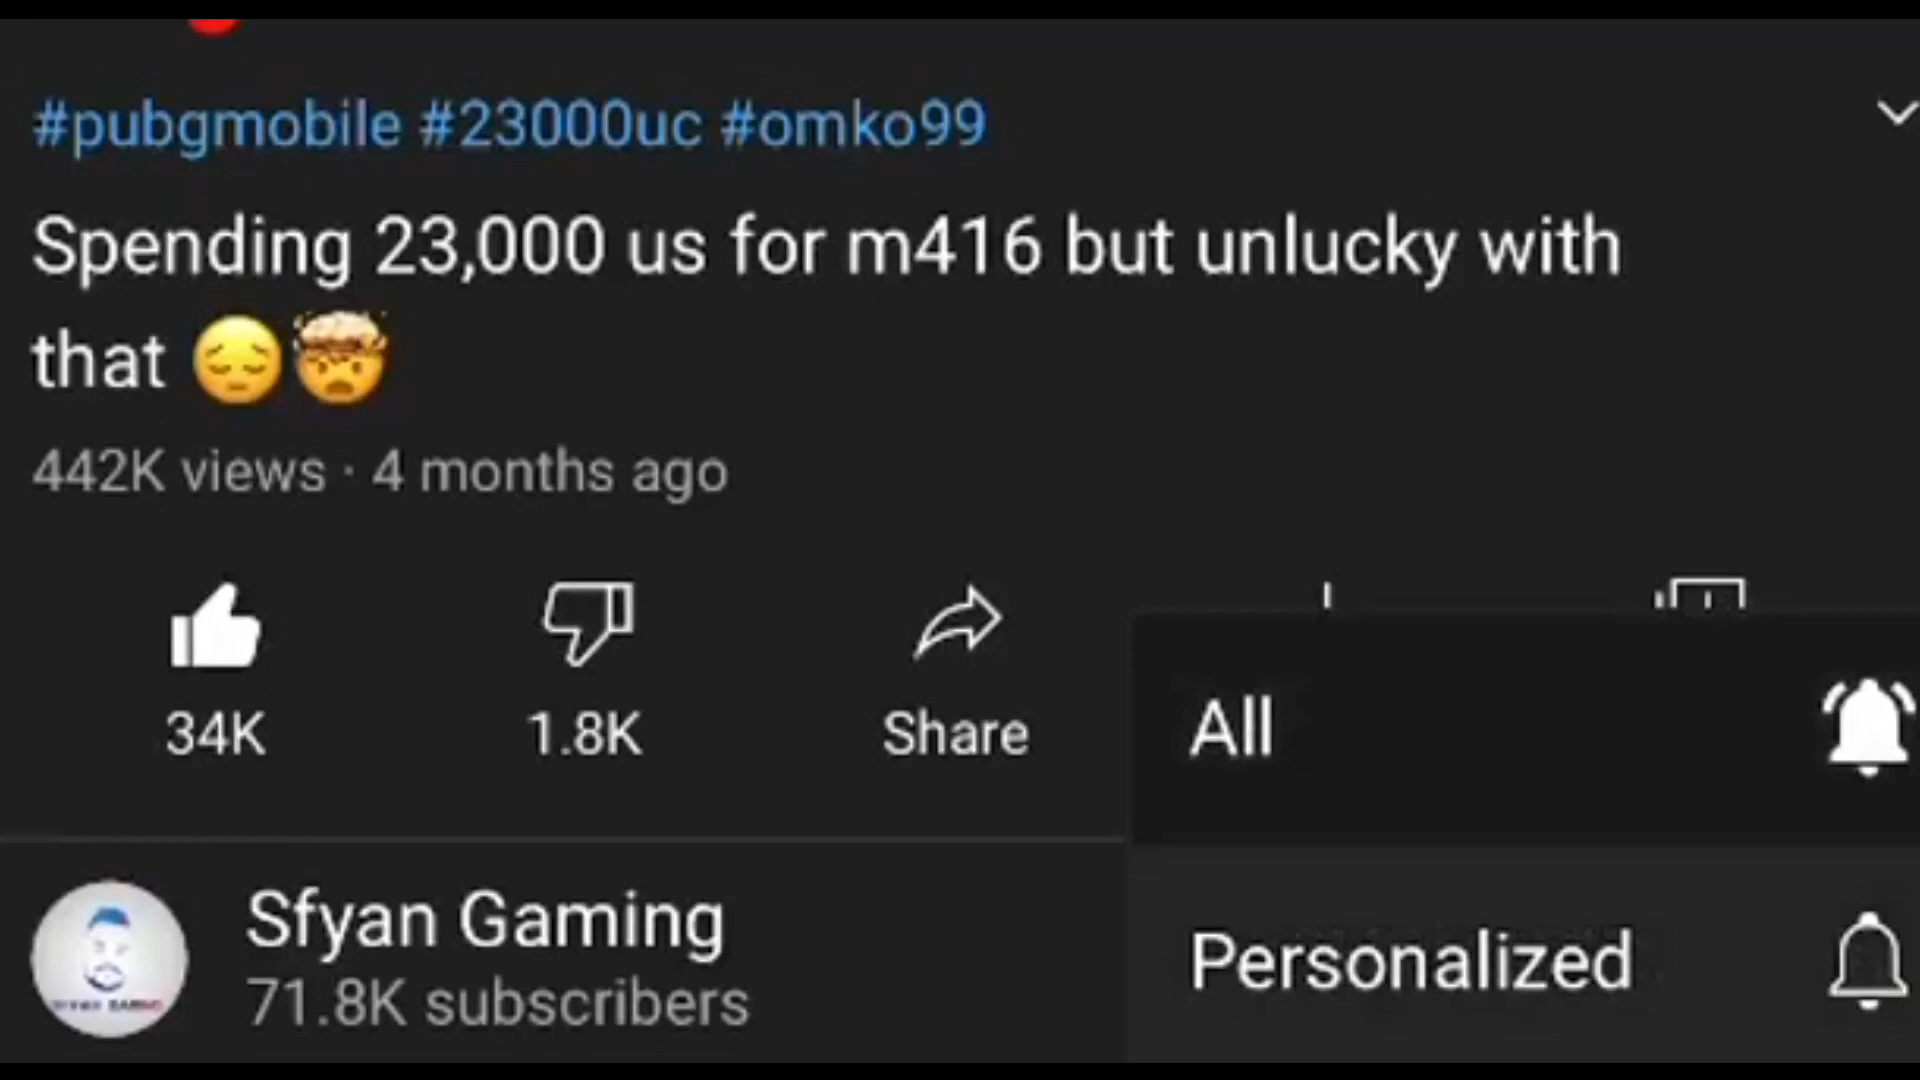 #pubgmobile #23000uc #omko99
Spending 23,000 us for m416 but unlucky with
that 😔🤯
442K views · 4 months ago
34K
1.8K
Share
All
Sfyan Gaming
71.8K subscribers
Personalized